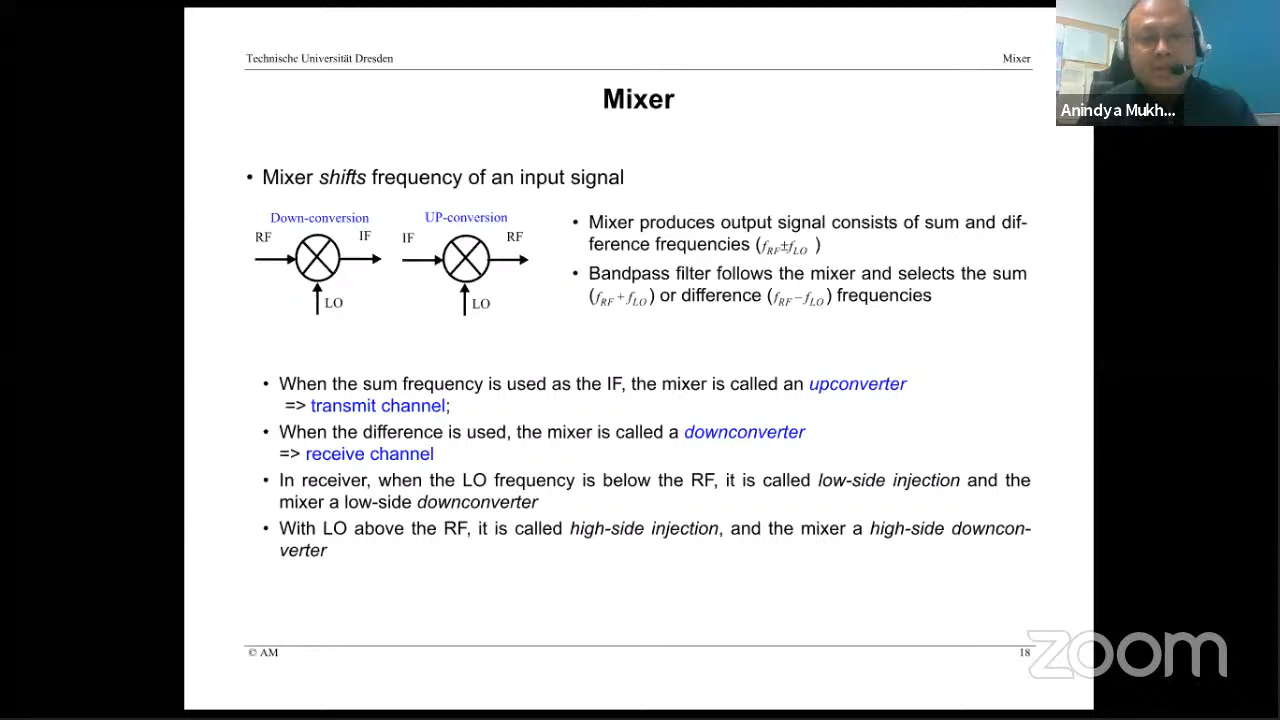 Technische Universität Dresden
Mixer
Anindya Mukh...
Mixer
• Mixer shifts frequency of an input signal
Down-conversion
UP-conversion
RF
IF
IF
RF
LO
LO
• Mixer produces output signal consists of sum and dif-
ference frequencies (fRF±fLO )
• Bandpass filter follows the mixer and selects the sum
(fRF + fLO) or difference (fRF – fLO) frequencies
• When the sum frequency is used as the IF, the mixer is called an upconverter
=> transmit channel;
• When the difference is used, the mixer is called a downconverter
=> receive channel
• In receiver, when the LO frequency is below the RF, it is called low-side injection and the
mixer a low-side downconverter
• With LO above the RF, it is called high-side injection, and the mixer a high-side downcon-
verter
© AM
18
zoom